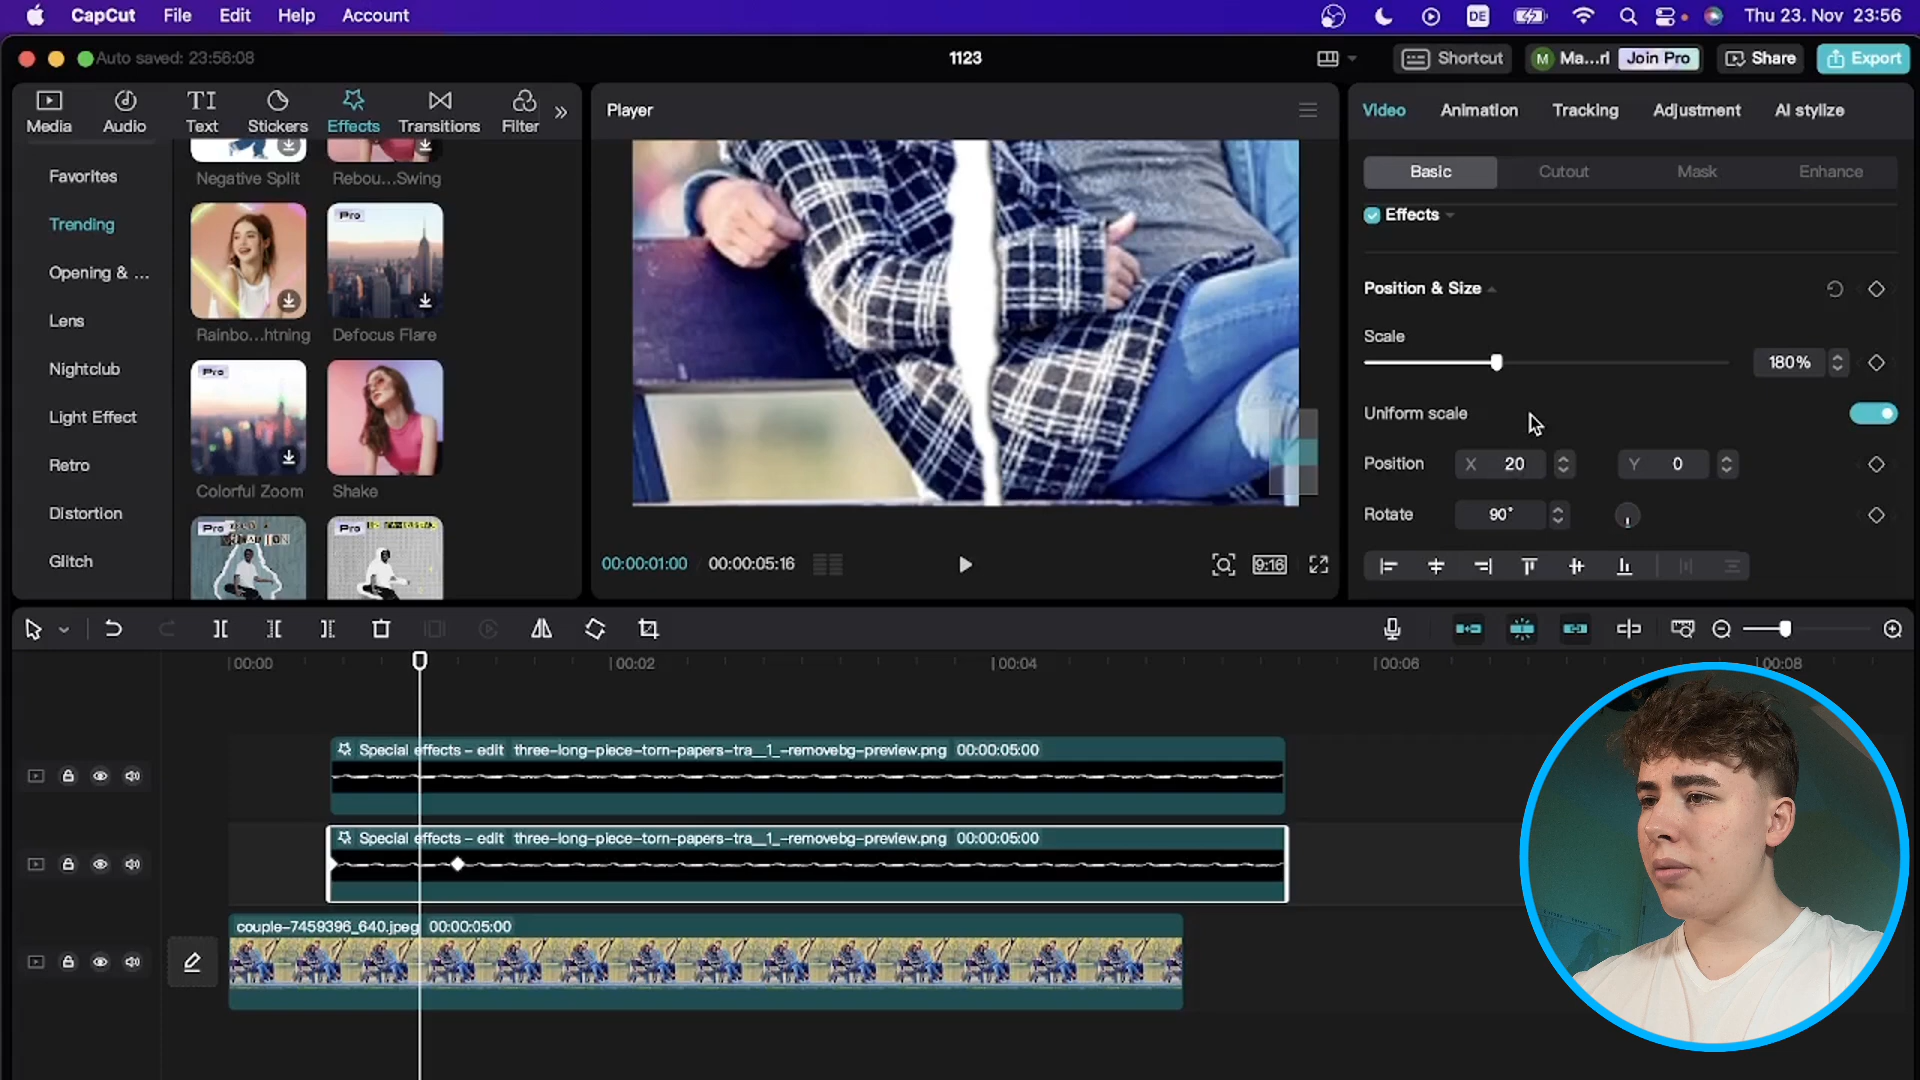 CapCut File Edit Help Account DE Thu 23. Nov 23:56
Auto saved: 23:56:08 1123 Shortcut M Ma...rl Join Pro Share Export
Media Audio TI Text Stickers Effects Transitions Filter
Player
Video Animation Tracking Adjustment AI stylize
Favorites
Trending
Opening & ...
Lens
Nightclub
Light Effect
Retro
Distortion
Glitch
Negative Split Rebou...Swing
Pro
Rainbo...htning Defocus Flare
Pro
Colorful Zoom Shake
Pro Pro
00:00:01:00 00:00:05:16 9:16
Basic Cutout Mask Enhance
Effects
Position & Size
Scale
180%
Uniform scale
Position X 20 Y 0
Rotate 90°
00:00 00:02 00:04 00:06 00:08
Special effects – edit three-long-piece-torn-papers-tra__1_-removebg-preview.png 00:00:05:00
Special effects – edit three-long-piece-torn-papers-tra__1_-removebg-preview.png 00:00:05:00
couple-7459396_640.jpeg 00:00:05:00